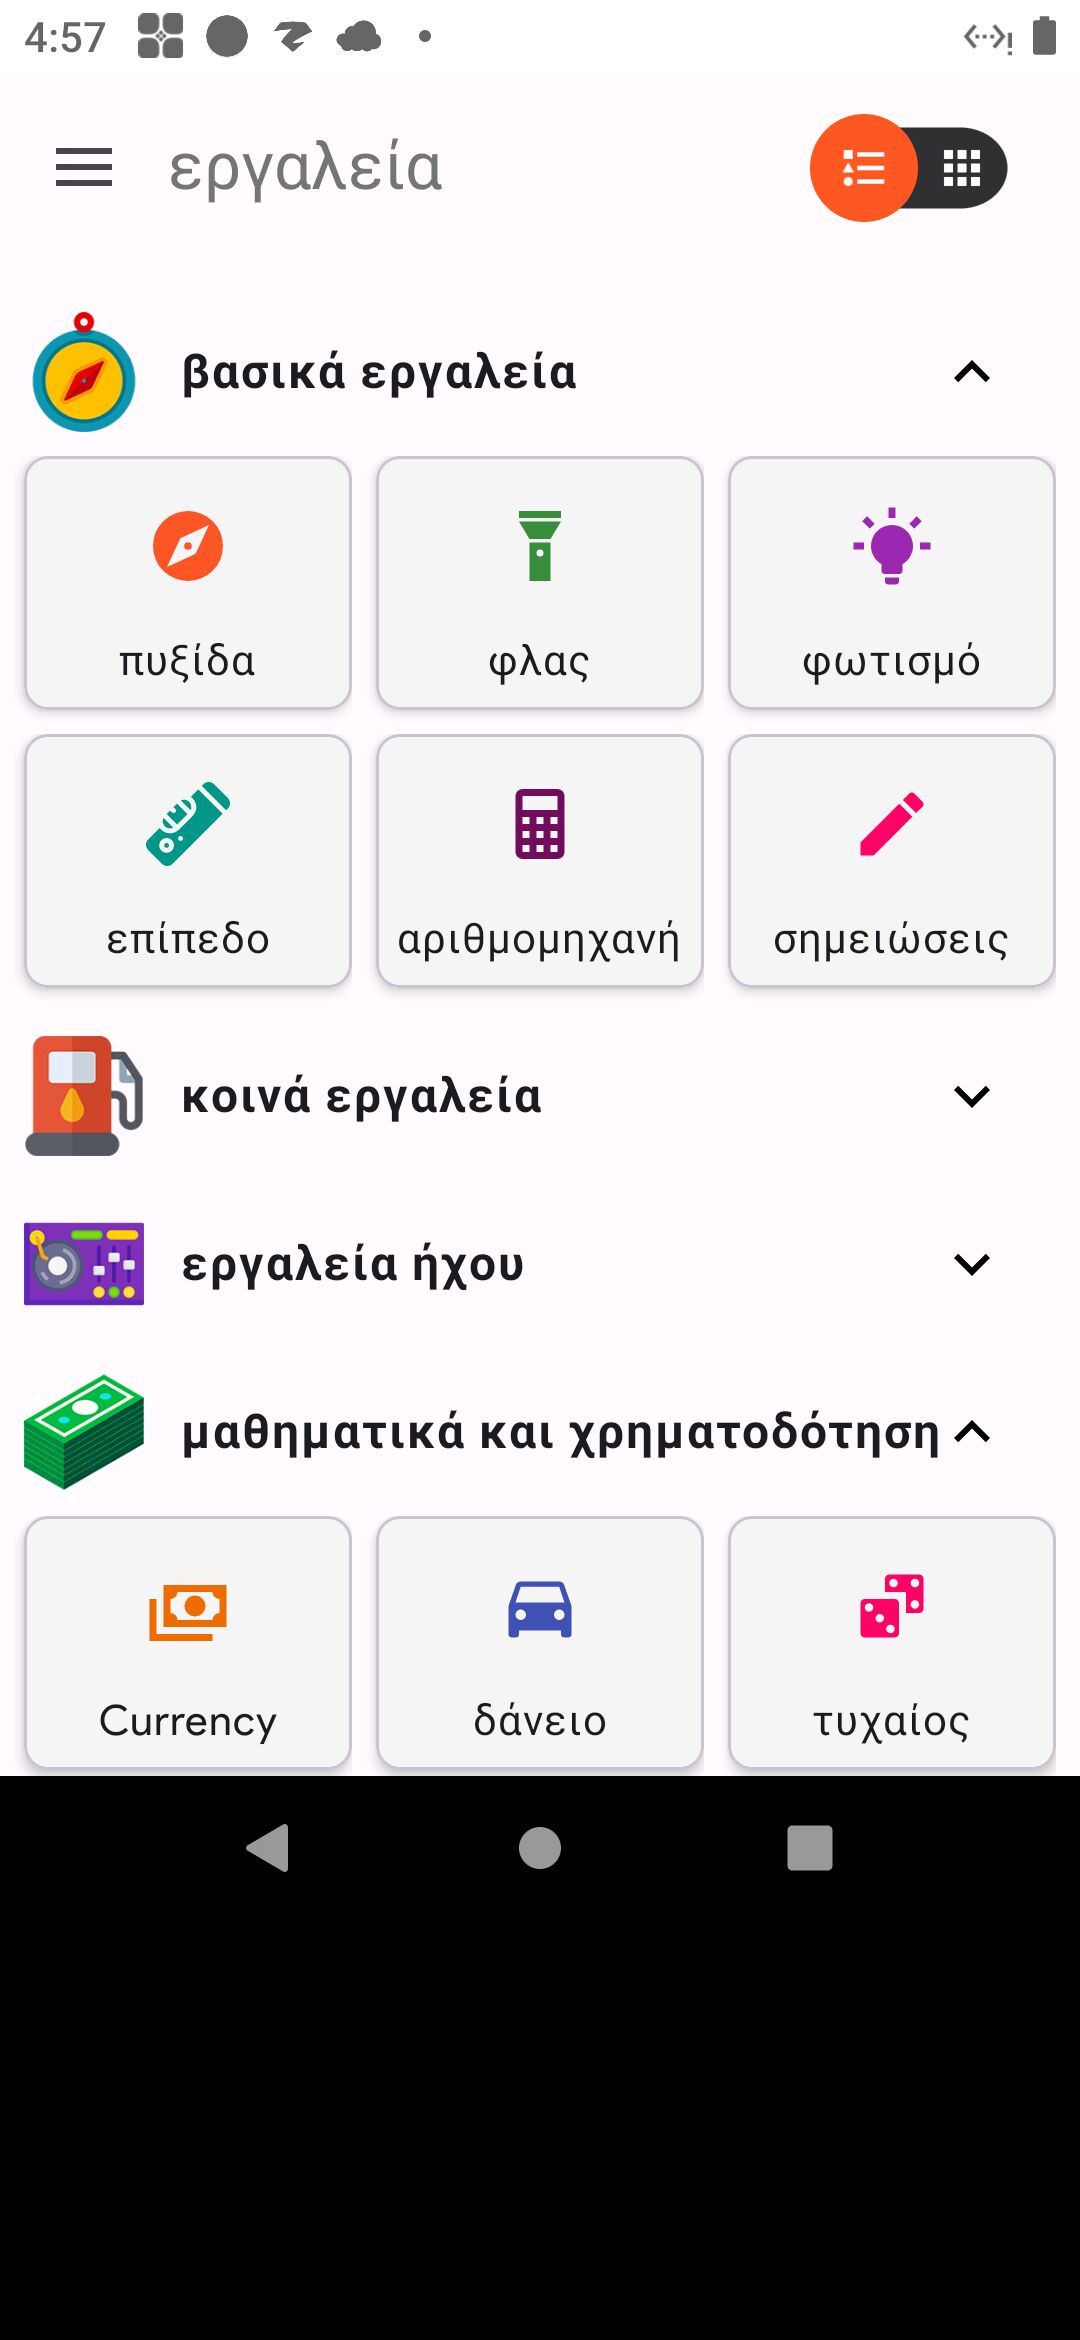 4:57
εργαλεία
βασικά εργαλεία
πυξίδα
φλας
φωτισμό
επίπεδο
αριθμομηχανή
σημειώσεις
κοινά εργαλεία
εργαλεία ήχου
μαθηματικά και χρηματοδότηση
Currency
δάνειο
τυχαίος